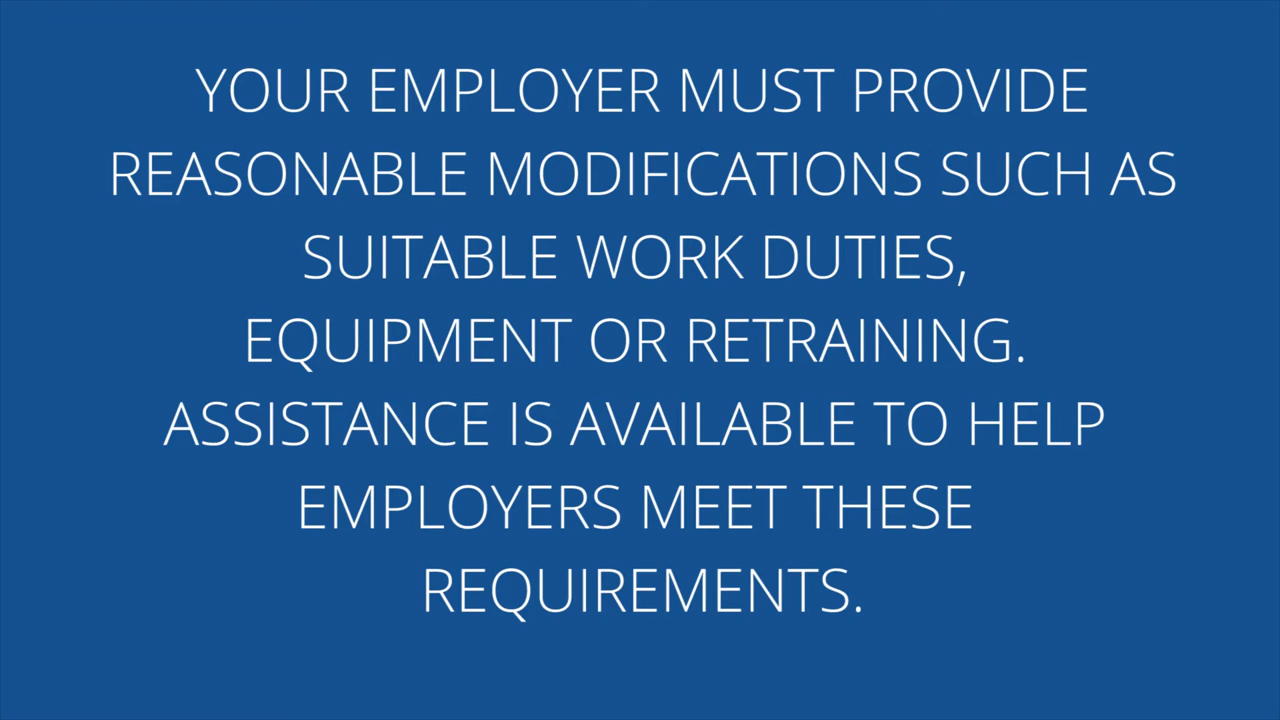 YOUR EMPLOYER MUST PROVIDE
REASONABLE MODIFICATIONS SUCH AS
SUITABLE WORK DUTIES,
EQUIPMENT OR RETRAINING.
ASSISTANCE IS AVAILABLE TO HELP
EMPLOYERS MEET THESE
REQUIREMENTS.